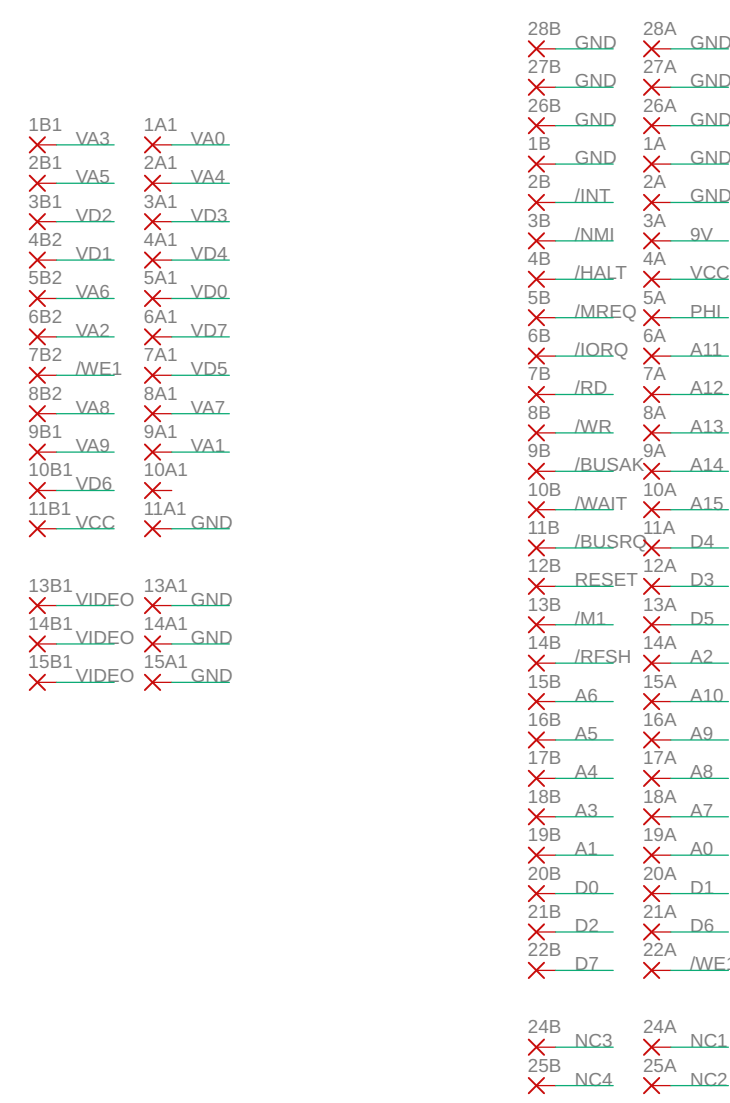 28B GND 28A GND
27B GND 27A GND
26B GND 26A GND
1B1 VA3 1A1 VA0 1B GND 1A GND
2B1 VA5 2A1 VA4 2B /INT 2A GND
3B1 VD2 3A1 VD3 3B /NMI 3A 9V
4B2 VD1 4A1 VD4 4B /HALT 4A VCC
5B2 VA6 5A1 VD0 5B /MREQ 5A PHI
6B2 VA2 6A1 VD7 6B /IORQ 6A A11
7B2 /WE1 7A1 VD5 7B /RD 7A A12
8B2 VA8 8A1 VA7 8B /WR 8A A13
9B1 VA9 9A1 VA1 9B /BUSAK 9A A14
10B1 VD6 10A1 10B /WAIT 10A A15
11B1 VCC 11A1 GND 11B /BUSRQ 11A D4
12B RESET 12A D3
13B1 VIDEO 13A1 GND 13B /M1 13A D5
14B1 VIDEO 14A1 GND 14B /RFSH 14A A2
15B1 VIDEO 15A1 GND 15B A6 15A A10
16B A5 16A A9
17B A4 17A A8
18B A3 18A A7
19B A1 19A A0
20B D0 20A D1
21B D2 21A D6
22B D7 22A /WE1
24B NC3 24A NC1
25B NC4 25A NC2